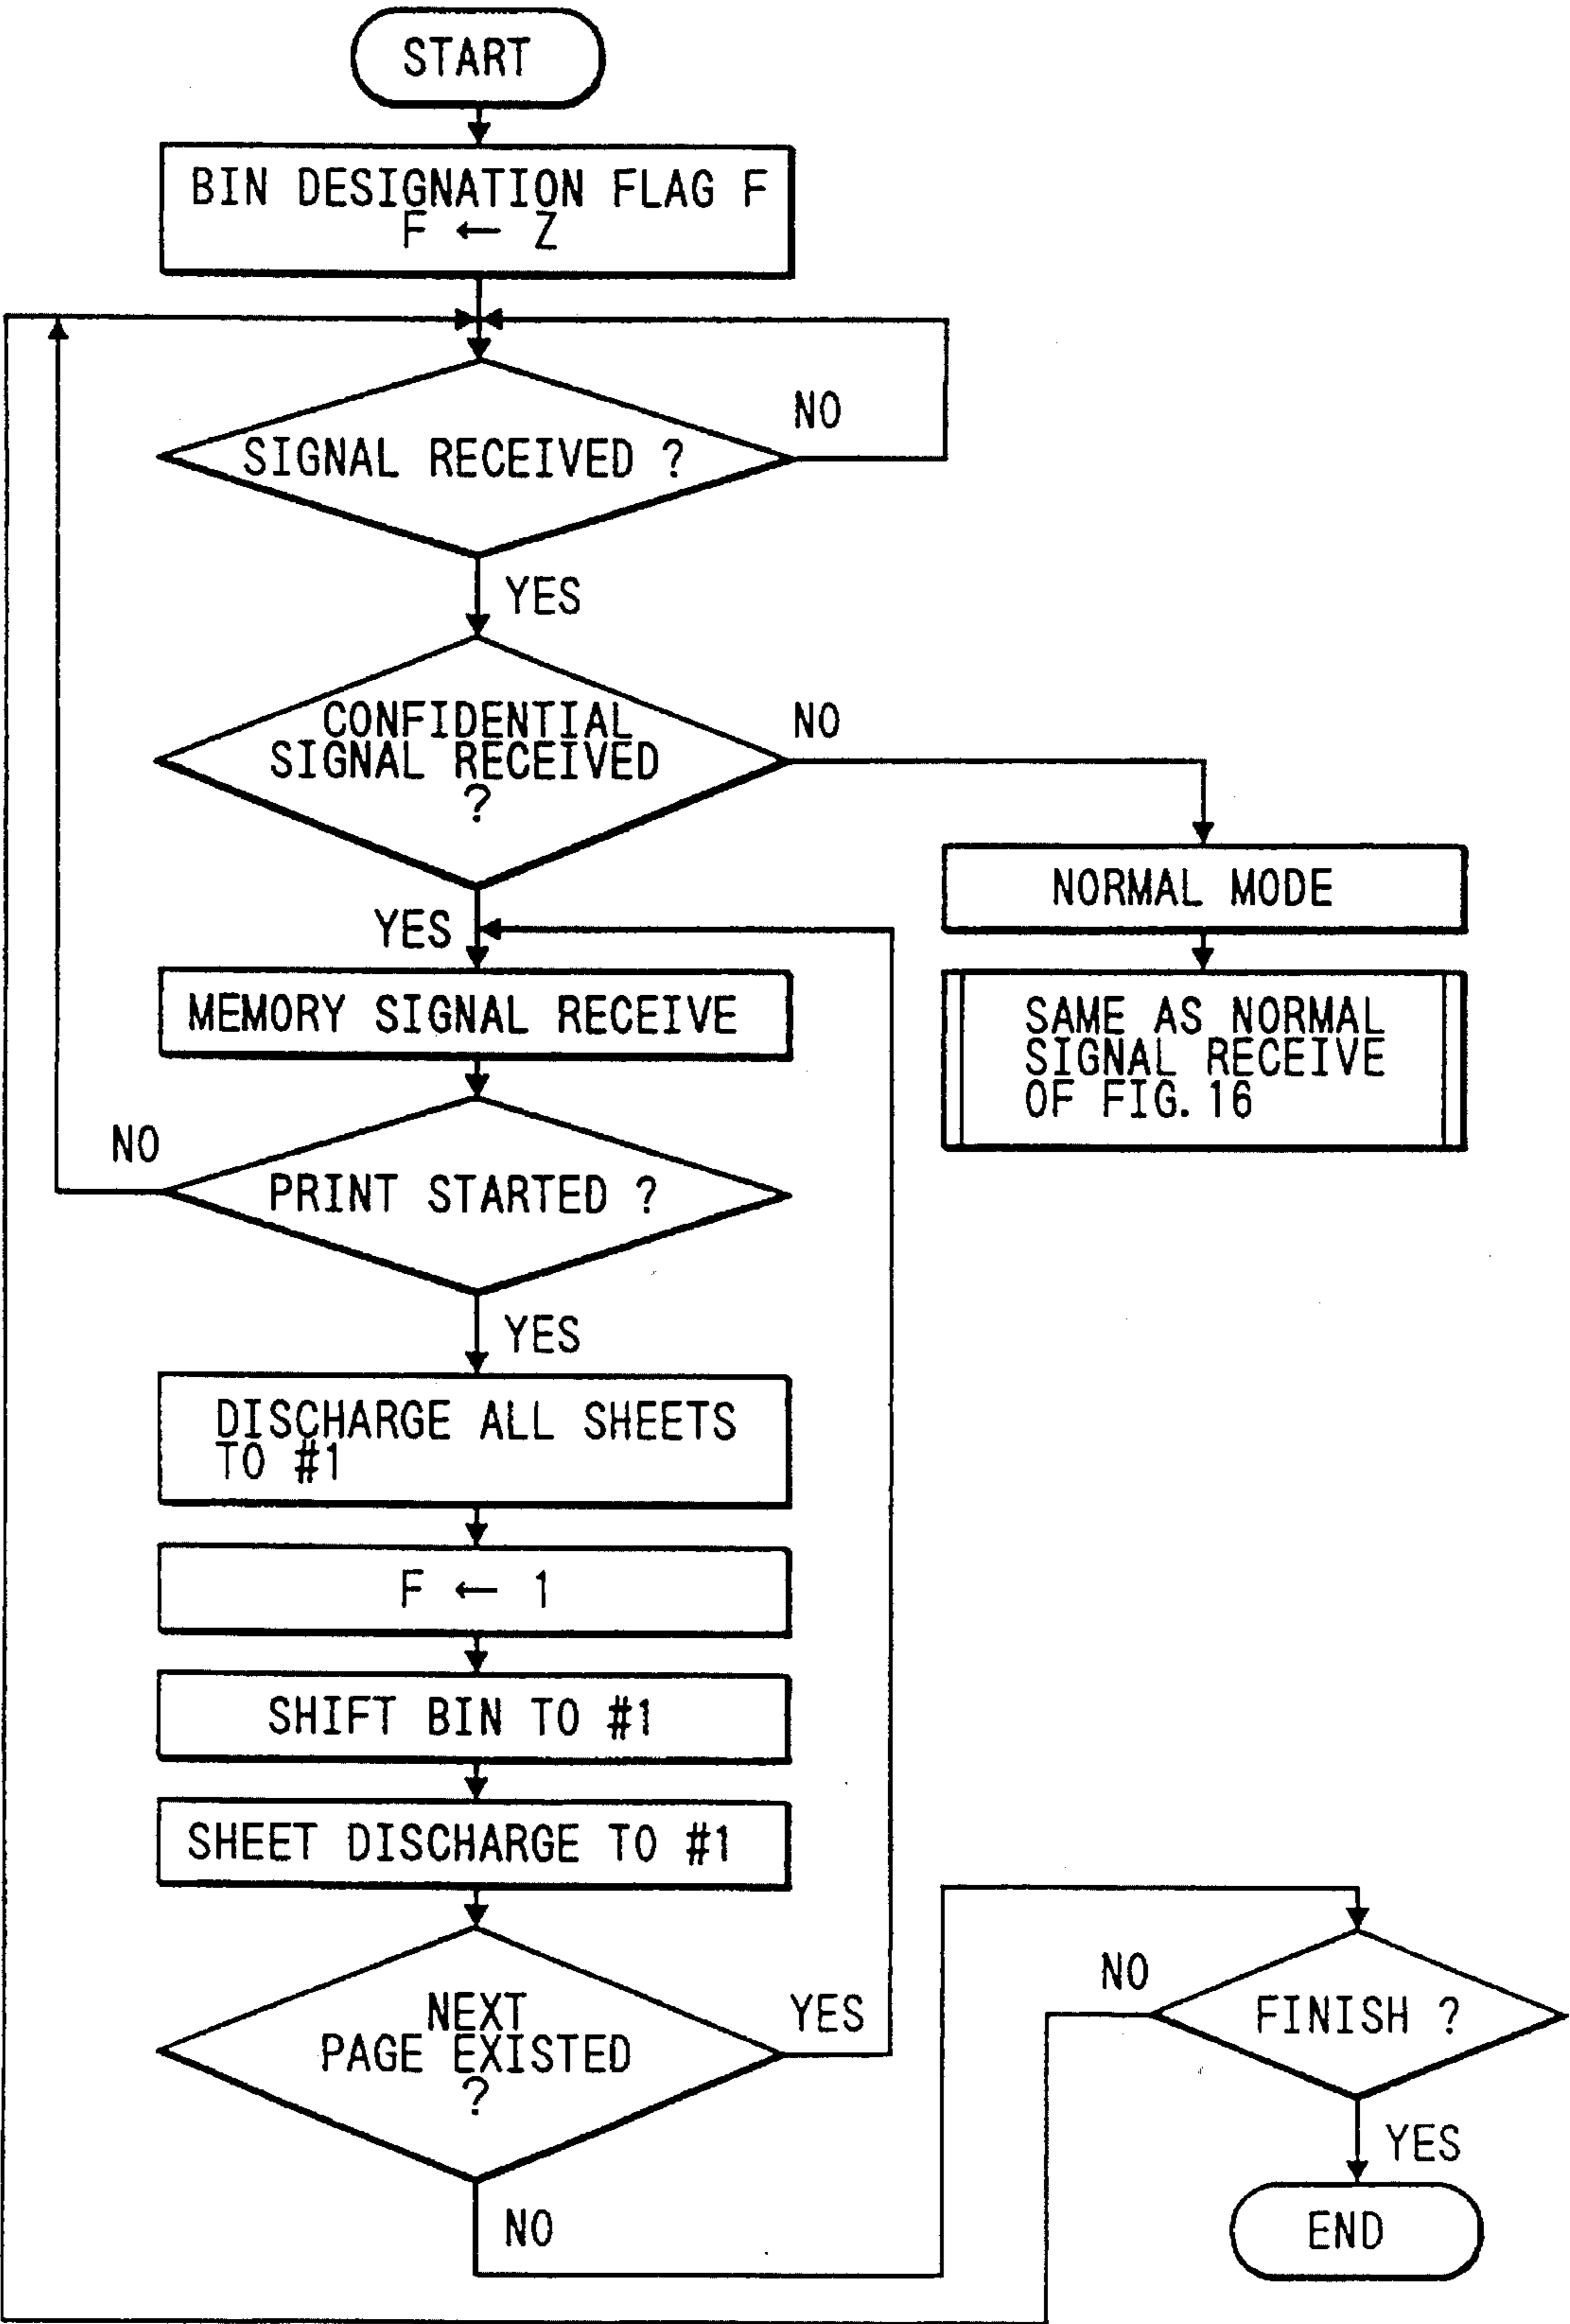 START
BIN DESIGNATION FLAG F
F ← Z
SIGNAL RECEIVED ?
NO
YES
CONFIDENTIAL
SIGNAL RECEIVED
?
NO
YES
NORMAL MODE
MEMORY SIGNAL RECEIVE
SAME AS NORMAL
SIGNAL RECEIVE
OF FIG. 16
NO
PRINT STARTED ?
YES
DISCHARGE ALL SHEETS
TO #1
F ← 1
SHIFT BIN TO #1
SHEET DISCHARGE TO #1
NEXT
PAGE EXISTED
?
YES
NO
NO
FINISH ?
YES
END